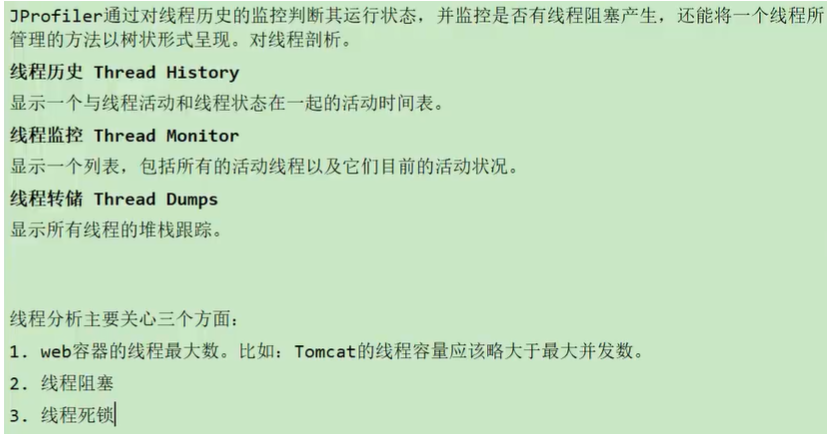 JProfiler通过对线程历史的监控判断其运行状态，并监控是否有线程阻塞产生，还能将一个线程所
管理的方法以树状形式呈现。对线程剖析。
线程历史 Thread History
显示一个与线程活动和线程状态在一起的活动时间表。
线程监控 Thread Monitor
显示一个列表，包括所有的活动线程以及它们目前的活动状况。
线程转储 Thread Dumps
显示所有线程的堆栈跟踪。
线程分析主要关心三个方面：
1. web容器的线程最大数。比如：Tomcat的线程容量应该略大于最大并发数。
2. 线程阻塞
3. 线程死锁